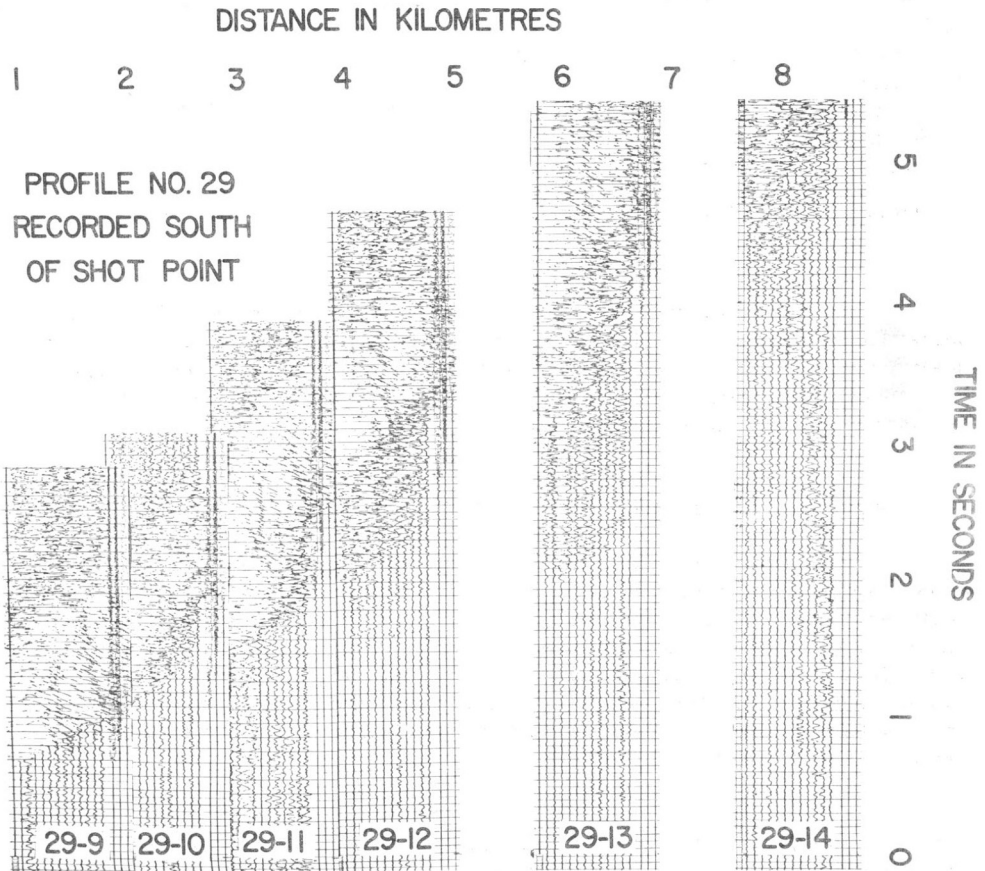 DISTANCE IN KILOMETRES
1 2 3 4 5 6 7 8
PROFILE NO. 29
RECORDED SOUTH
OF SHOT POINT
5
4
3
2
1
0
TIME IN SECONDS
29-9 29-10 29-11 29-12 29-13 29-14